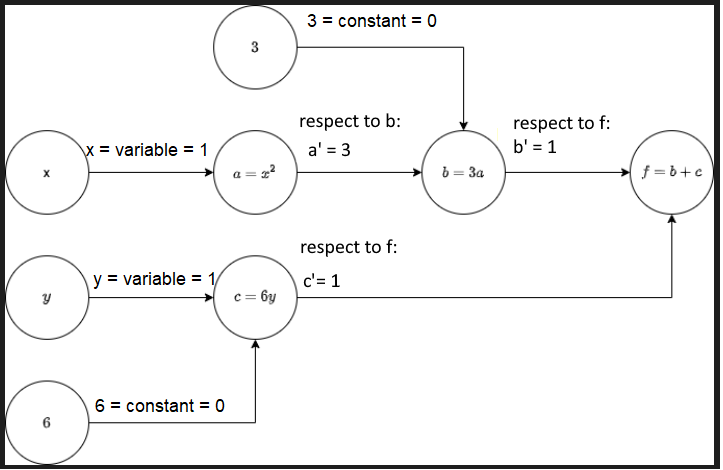 3 = constant = 0
3
respect to b:
respect to f:
x = variable = 1
a' = 3
b' = 1
x
a = x²
b = 3a
f = b + c
respect to f:
y = variable = 1
c'= 1
y
c = 6y
6 = constant = 0
6